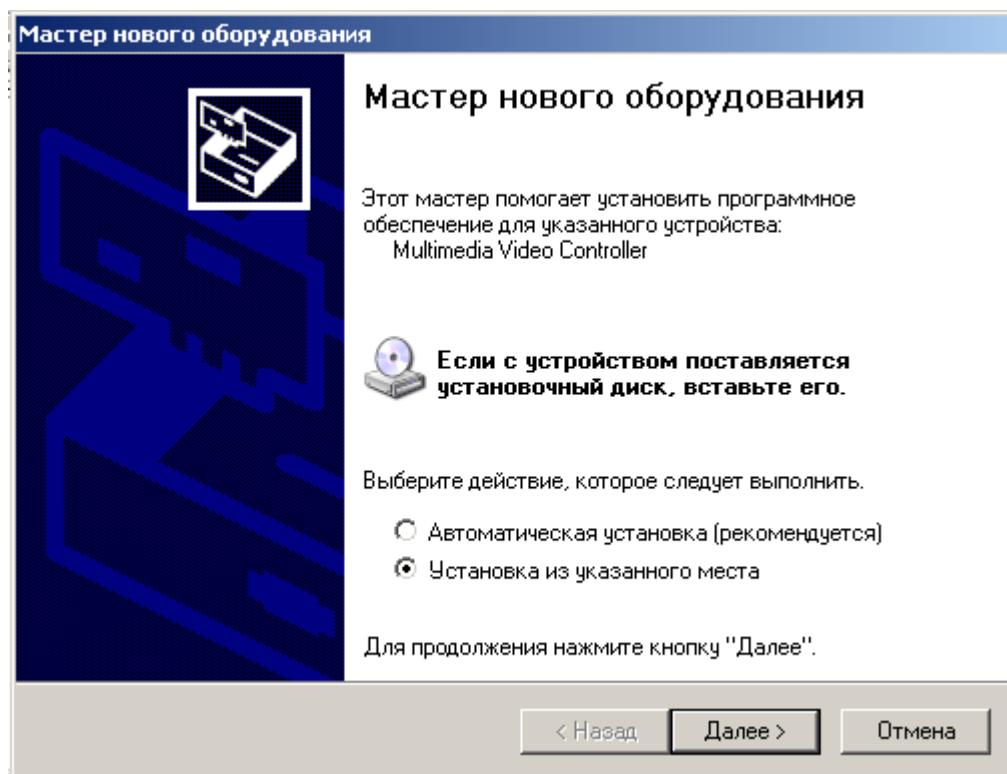 Мастер нового оборудования
Мастер нового оборудования
Этот мастер помогает установить программное
обеспечение для указанного устройства:
Multimedia Video Controller
Если с устройством поставляется
установочный диск, вставьте его.
Выберите действие, которое следует выполнить.
Автоматическая установка (рекомендуется)
Установка из указанного места
Для продолжения нажмите кнопку "Далее".
< Назад
Далее >
Отмена